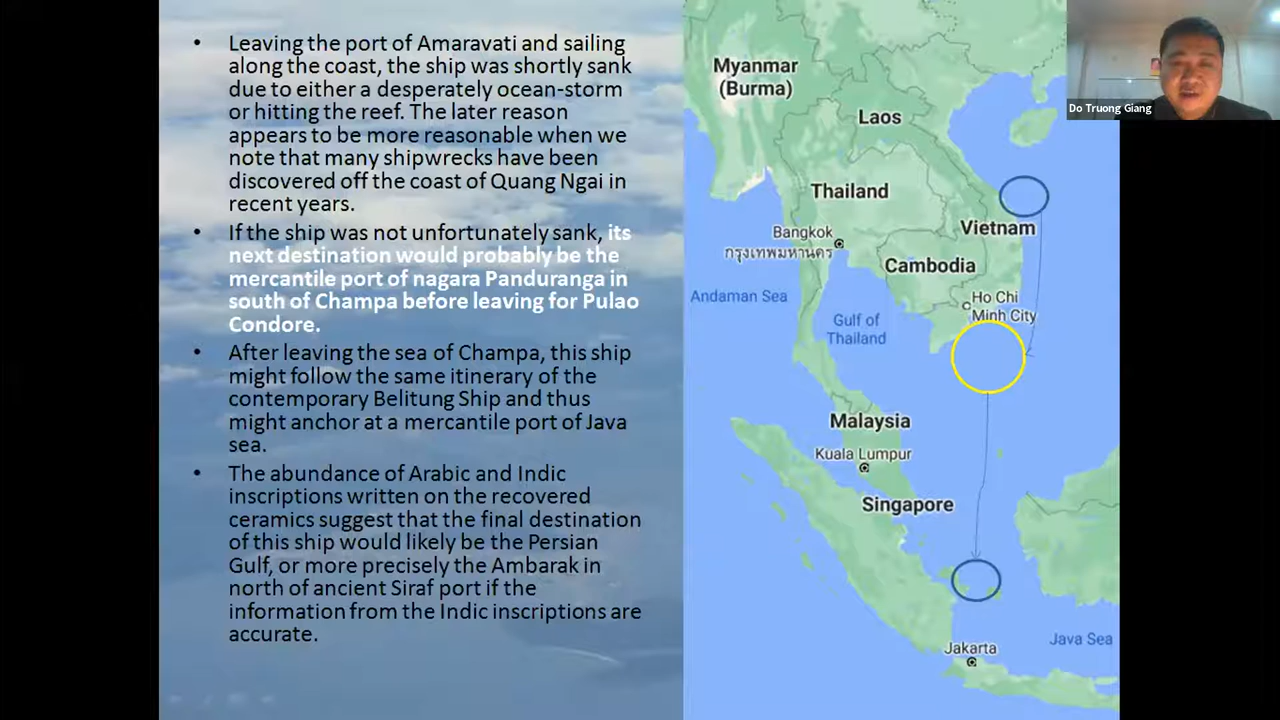 • Leaving the port of Amaravati and sailing
along the coast, the ship was shortly sank
due to either a desperately ocean-storm
or hitting the reef. The later reason
appears to be more reasonable when we
note that many shipwrecks have been
discovered off the coast of Quang Ngai in
recent years.
• If the ship was not unfortunately sank, its
next destination would probably be the
mercantile port of nagara Panduranga in
south of Champa before leaving for Pulao
Condore.
• After leaving the sea of Champa, this ship
might follow the same itinerary of the
contemporary Belitung Ship and thus
might anchor at a mercantile port of Java
sea.
• The abundance of Arabic and Indic
inscriptions written on the recovered
ceramics suggest that the final destination
of this ship would likely be the Persian
Gulf, or more precisely the Ambarak in
north of ancient Siraf port if the
information from the Indic inscriptions are
accurate.
Myanmar
(Burma)
Laos
Thailand
Vietnam
Bangkok
กรุงเทพมหานคร
Cambodia
Andaman Sea
Ho Chi
Minh City
Gulf of
Thailand
Malaysia
Kuala Lumpur
Singapore
Java Sea
Jakarta
Do Truong Giang